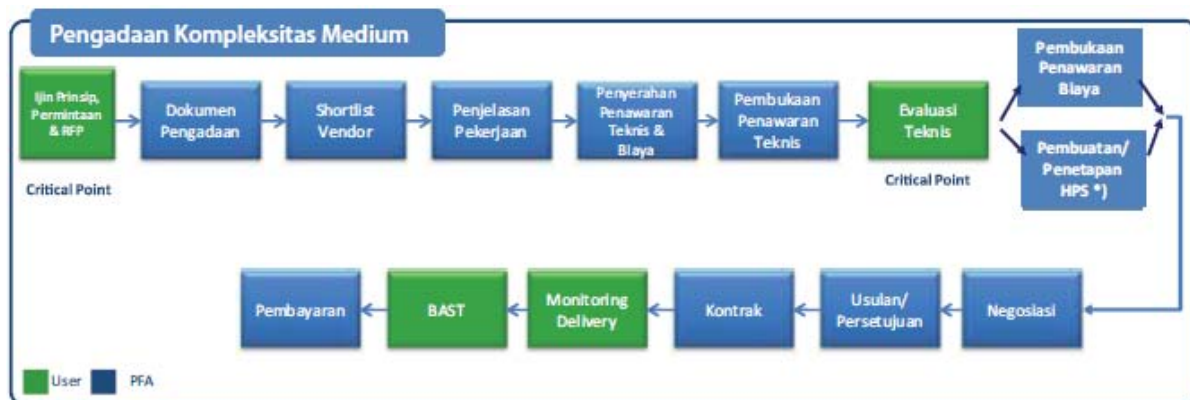 Pengadaan Kompleksitas Medium
Ijin Prinsip,
Permintaan
& RFP
Dokumen
Pengadaan
Shortlist
Vendor
Penjelasan
Pekerjaan
Penyerahan
Penawaran
Teknis &
Biaya
Pembukaan
Penawaran
Teknis
Evaluasi
Teknis
Pembukaan
Penawaran
Biaya
Pembuatan/
Penetapan
HPS *)
Critical Point
Critical Point
Pembayaran
BAST
Monitoring
Delivery
Kontrak
Usulan/
Persetujuan
Negosiasi
User
PFA